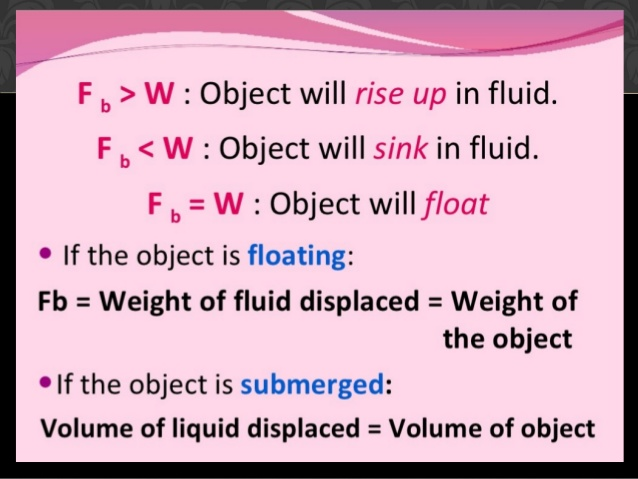 F b > W : Object will rise up in fluid.
F b < W : Object will sink in fluid.
F b = W : Object will float
• If the object is floating:
Fb = Weight of fluid displaced = Weight of
the object
•If the object is submerged:
Volume of liquid displaced = Volume of object